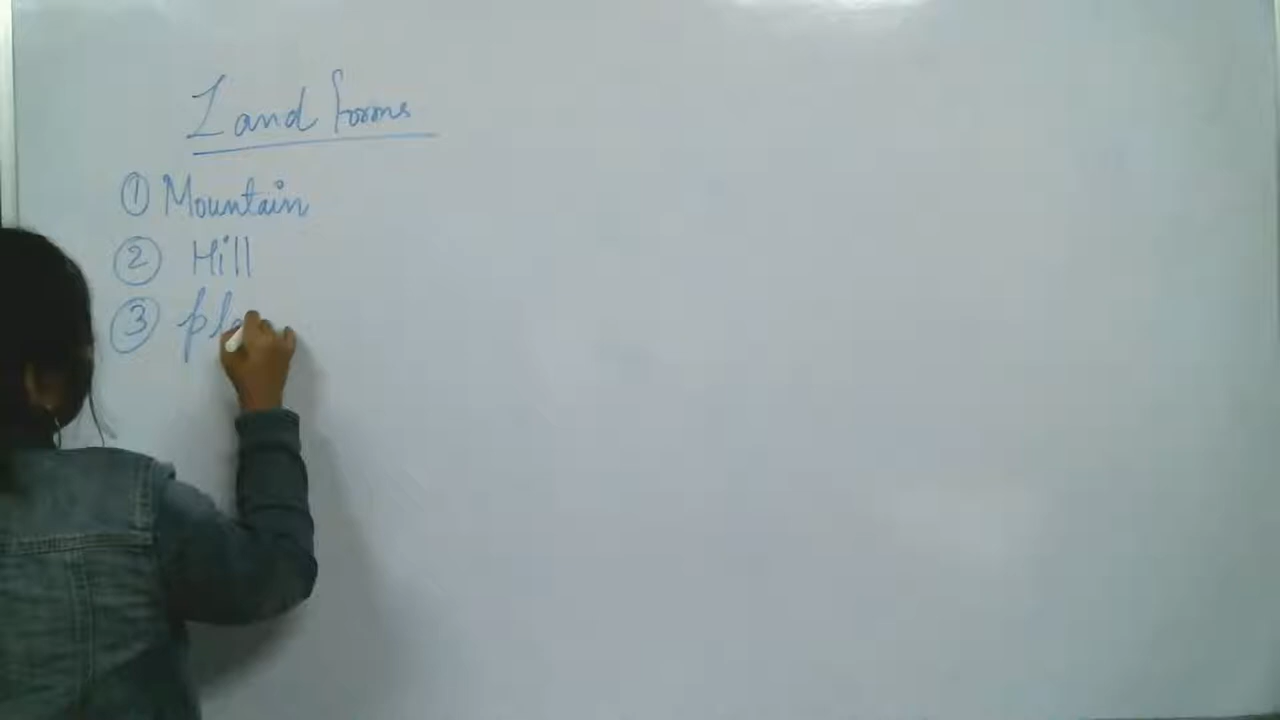 Land forms
① Mountain
② Hill
③ pl